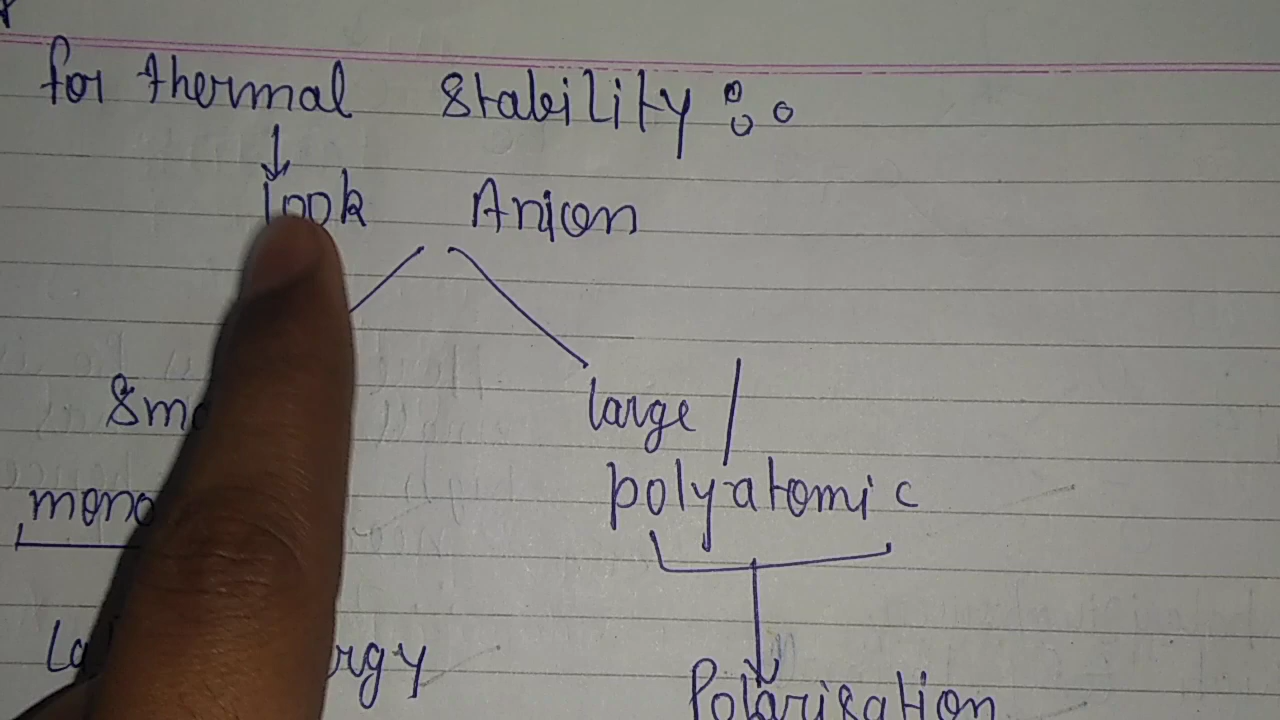 for thermal stability :
look Anion
large /
polyatomic
Polarisation